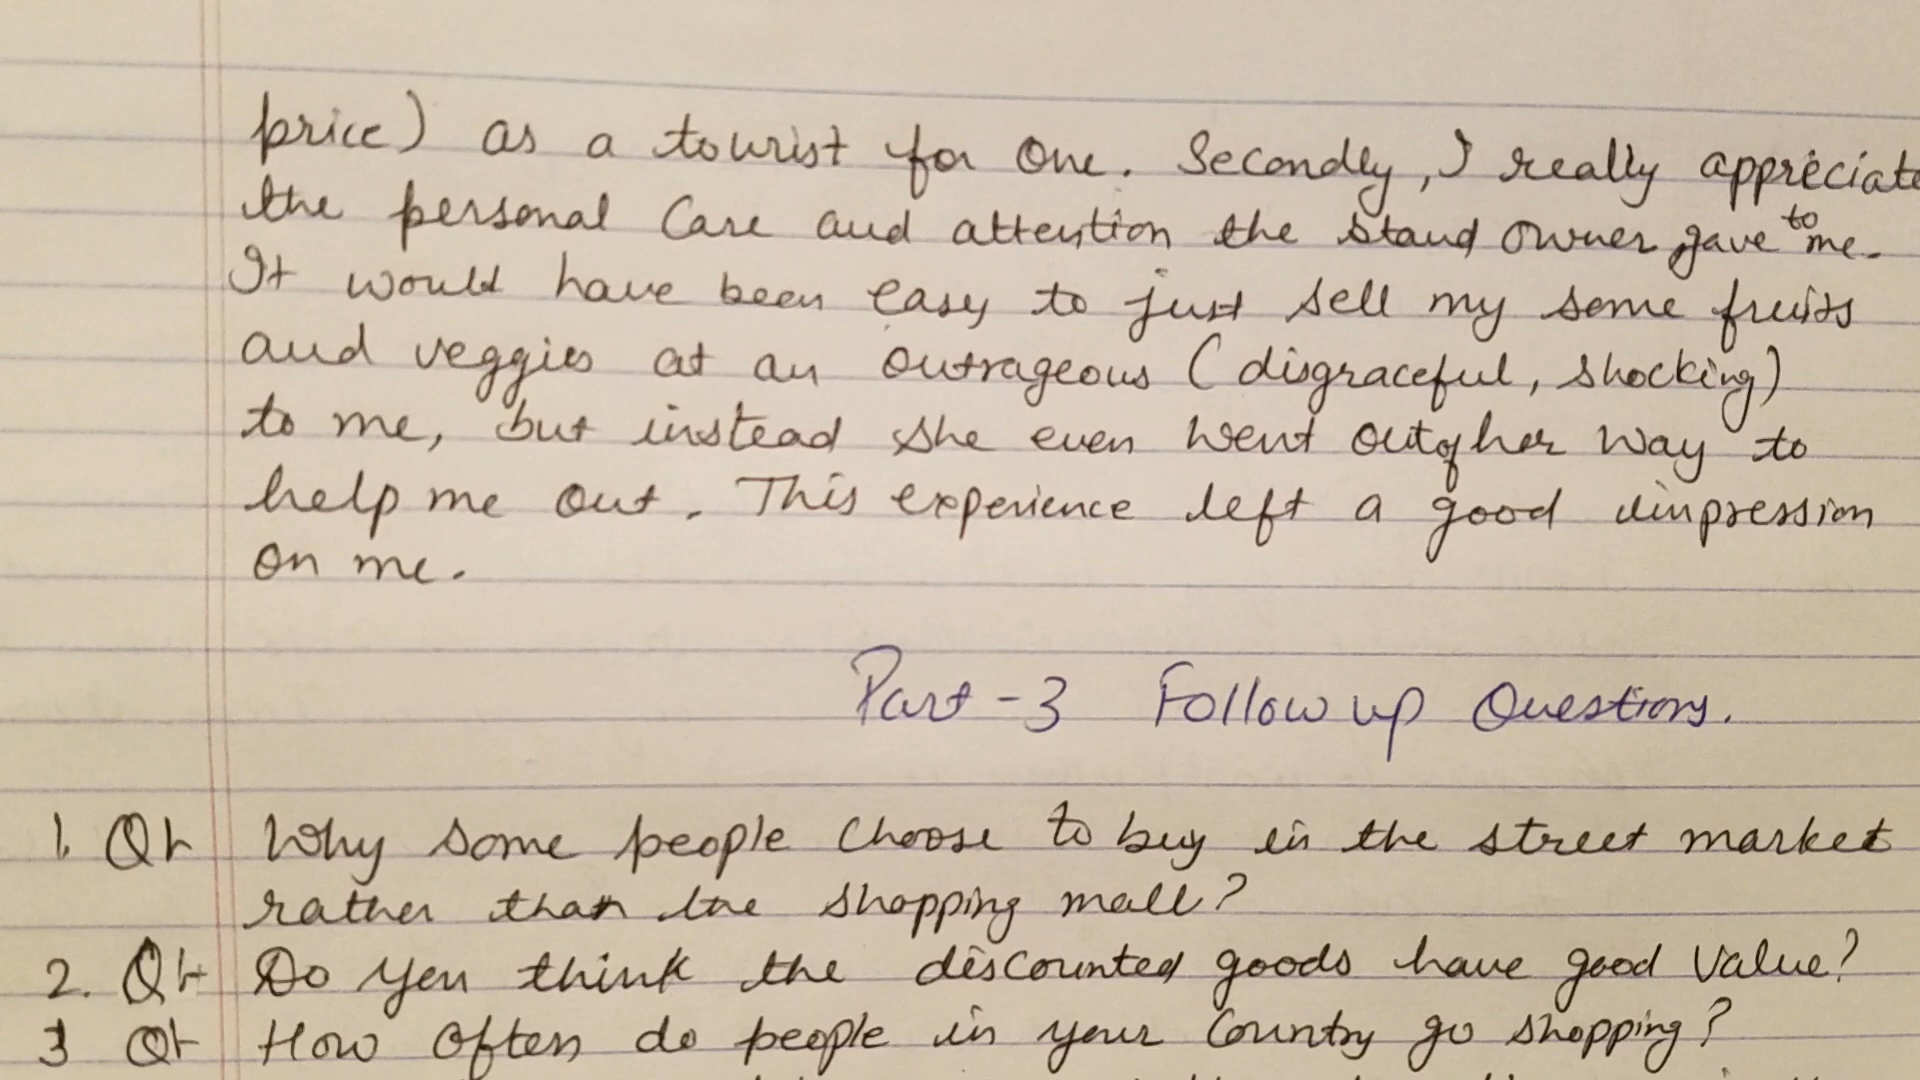 price) as a tourist for one. Secondly, I really appreciate
the personal care and attention the stand owner gave to me.
It would have been easy to just sell my some fruits
and veggies at an outrageous (disgraceful, shocking)
to me, but instead she even went out of her way to
help me out. This experience left a good impression
on me.
Part-3 Follow up Questions.
1. Q⊢ Why some people choose to buy in the street market
rather than the shopping mall?
2. Q⊢ Do you think the discounted goods have good value?
3 Q⊢ How often do people in your country go shopping?